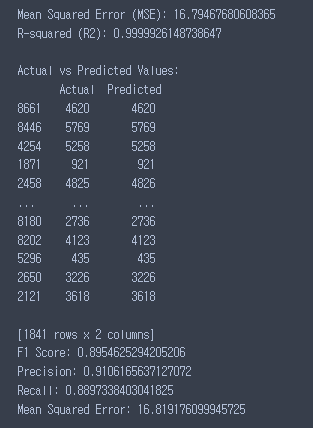 Mean Squared Error (MSE): 16.79467680608365
R-squared (R2): 0.9999926148738647
Actual vs Predicted Values:
Actual Predicted
8661 4620 4620
8446 5769 5769
4254 5258 5258
1871 921 921
2458 4825 4826
... ... ...
8180 2736 2736
8202 4123 4123
5296 435 435
2650 3226 3226
2121 3618 3618
[1841 rows x 2 columns]
F1 Score: 0.8954625294205206
Precision: 0.9106165637127072
Recall: 0.8897338403041825
Mean Squared Error: 16.819176099945725